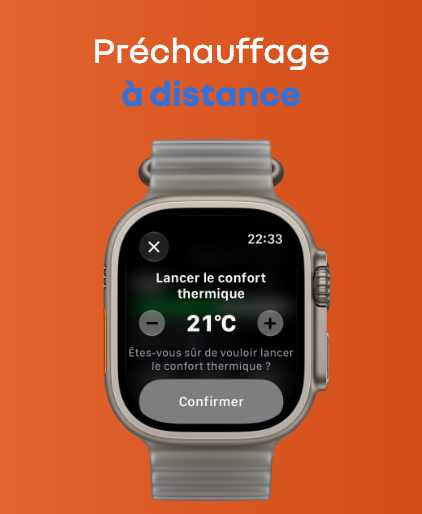 Préchauffage
à distance
22:33
Lancer le confort
thermique
21°C
Êtes-vous sûr de vouloir lancer
le confort thermique ?
Confirmer